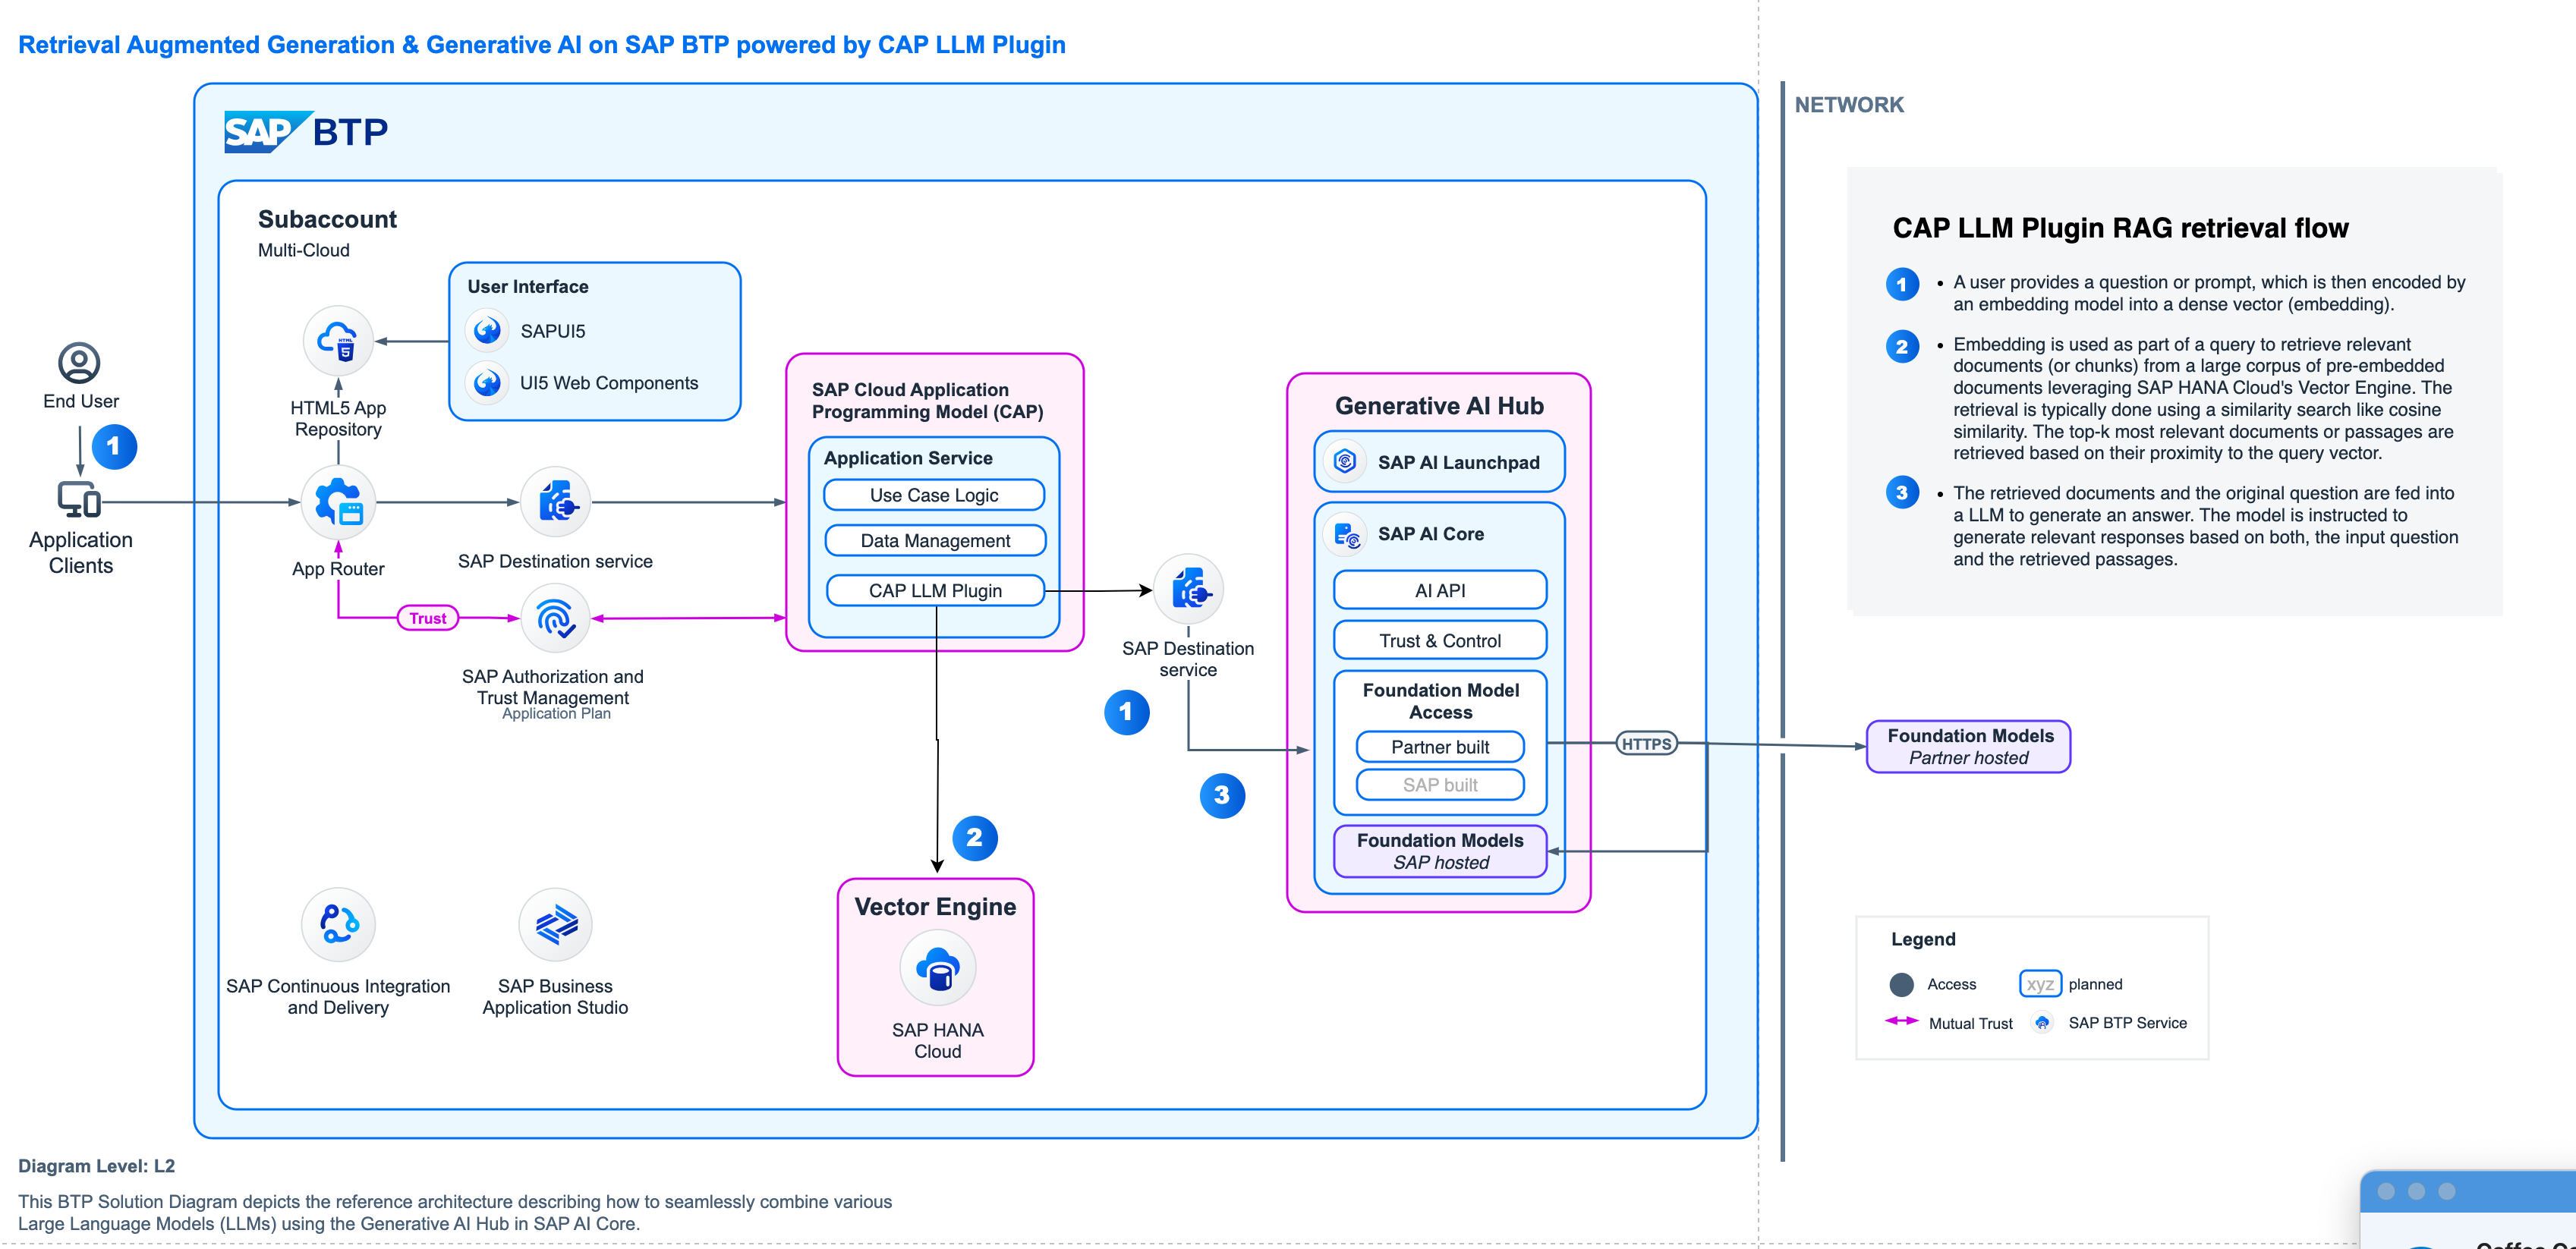 Retrieval Augmented Generation & Generative AI on SAP BTP powered by CAP LLM Plugin
SAP BTP
Subaccount
Multi-Cloud
User Interface
SAPUI5
UI5 Web Components
HTML
5
HTML5 App
Repository
End User
1
Application
Clients
App Router
SAP Destination service
Trust
SAP Authorization and
Trust Management
Application Plan
SAP Cloud Application
Programming Model (CAP)
Application Service
Use Case Logic
Data Management
CAP LLM Plugin
SAP Destination
service
1
3
2
Vector Engine
SAP HANA
Cloud
SAP Continuous Integration
and Delivery
SAP Business
Application Studio
Generative AI Hub
SAP AI Launchpad
SAP AI Core
AI API
Trust & Control
Foundation Model
Access
Partner built
SAP built
Foundation Models
SAP hosted
HTTPS
NETWORK
CAP LLM Plugin RAG retrieval flow
1 • A user provides a question or prompt, which is then encoded by
an embedding model into a dense vector (embedding).
2 • Embedding is used as part of a query to retrieve relevant
documents (or chunks) from a large corpus of pre-embedded
documents leveraging SAP HANA Cloud's Vector Engine. The
retrieval is typically done using a similarity search like cosine
similarity. The top-k most relevant documents or passages are
retrieved based on their proximity to the query vector.
3 • The retrieved documents and the original question are fed into
a LLM to generate an answer. The model is instructed to
generate relevant responses based on both, the input question
and the retrieved passages.
Foundation Models
Partner hosted
Legend
Access
xyz planned
Mutual Trust
SAP BTP Service
Diagram Level: L2
This BTP Solution Diagram depicts the reference architecture describing how to seamlessly combine various
Large Language Models (LLMs) using the Generative AI Hub in SAP AI Core.